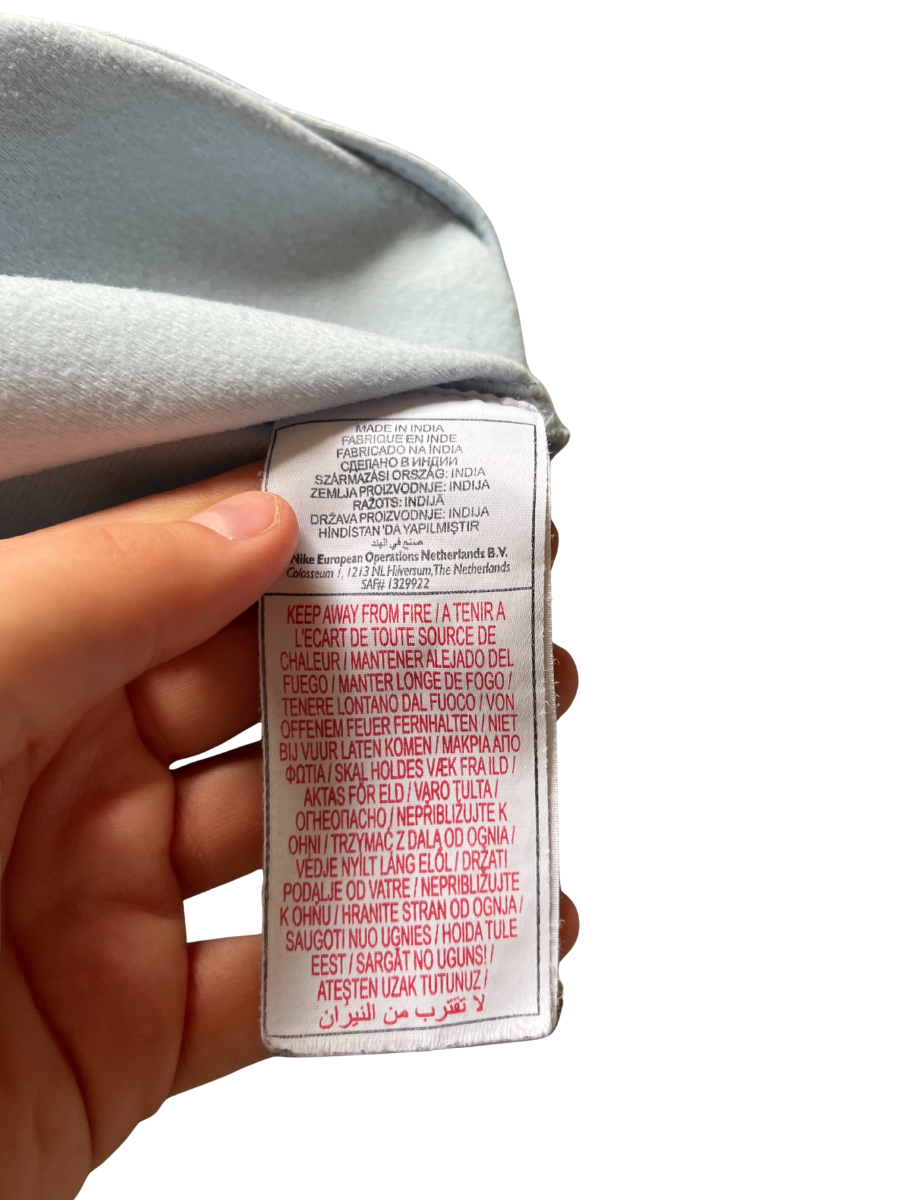 MADE IN INDIA
FABRIQUE EN INDE
FABRICADO NA ÍNDIA
СДЕЛАНО В ИНДИИ
SZÁRMAZÁSI ORSZÁG: INDIA
ZEMLJA PROIZVODNJE: INDIJA
RAŽOTS: INDIJĀ
DRŽAVA PROIZVODNJE: INDIJA
HİNDİSTAN'DA YAPILMIŞTIR
صنع في الهند
Nike European Operations Netherlands B.V.
Colosseum 1, 1213 NL Hilversum, The Netherlands
SAF# 1329922
KEEP AWAY FROM FIRE / A TENIR A
L'ECART DE TOUTE SOURCE DE
CHALEUR / MANTENER ALEJADO DEL
FUEGO / MANTER LONGE DE FOGO /
TENERE LONTANO DAL FUOCO / VON
OFFENEM FEUER FERNHALTEN / NIET
BIJ VUUR LATEN KOMEN / ΜΑΚΡΙΑ ΑΠΟ
ΦΩΤΙΑ / SKAL HOLDES VÆK FRA ILD /
AKTAS FÖR ELD / VARO TULTA /
ОГНЕОПАСНО / NEPŘIBLIŽUJTE K
OHNI / TRZYMAĆ Z DALA OD OGNIA /
VÉDJE NYÍLT LÁNG ELŐL / DRŽATI
PODALJE OD VATRE / NEPRIBLIŽUJTE
K OHŇU / HRANITE STRAN OD OGNJA /
SAUGOTI NUO UGNIES / HOIDA TULE
EEST / SARGĀT NO UGUNS! /
ATEŞTEN UZAK TUTUNUZ /
لا تقترب من النيران